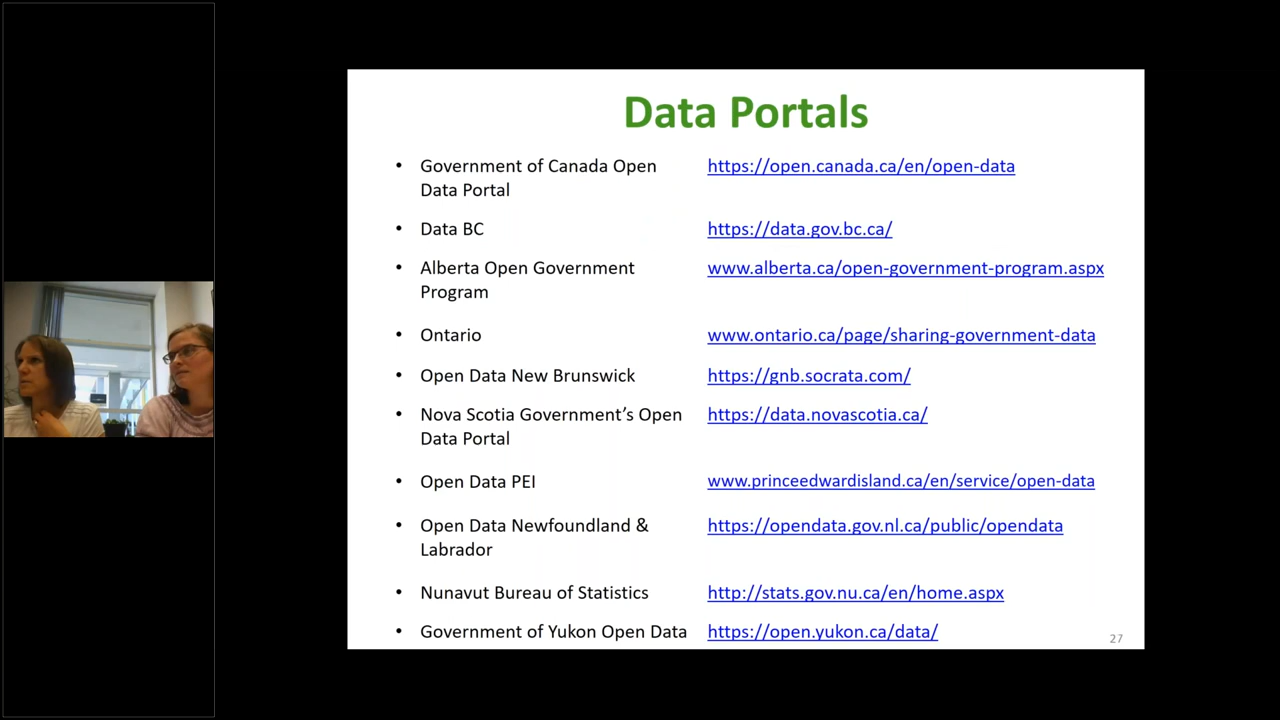 Data Portals
• Government of Canada Open https://open.canada.ca/en/open-data
Data Portal
• Data BC https://data.gov.bc.ca/
• Alberta Open Government www.alberta.ca/open-government-program.aspx
Program
• Ontario www.ontario.ca/page/sharing-government-data
• Open Data New Brunswick https://gnb.socrata.com/
• Nova Scotia Government’s Open https://data.novascotia.ca/
Data Portal
• Open Data PEI www.princeedwardisland.ca/en/service/open-data
• Open Data Newfoundland & https://opendata.gov.nl.ca/public/opendata
Labrador
• Nunavut Bureau of Statistics http://stats.gov.nu.ca/en/home.aspx
• Government of Yukon Open Data https://open.yukon.ca/data/
27